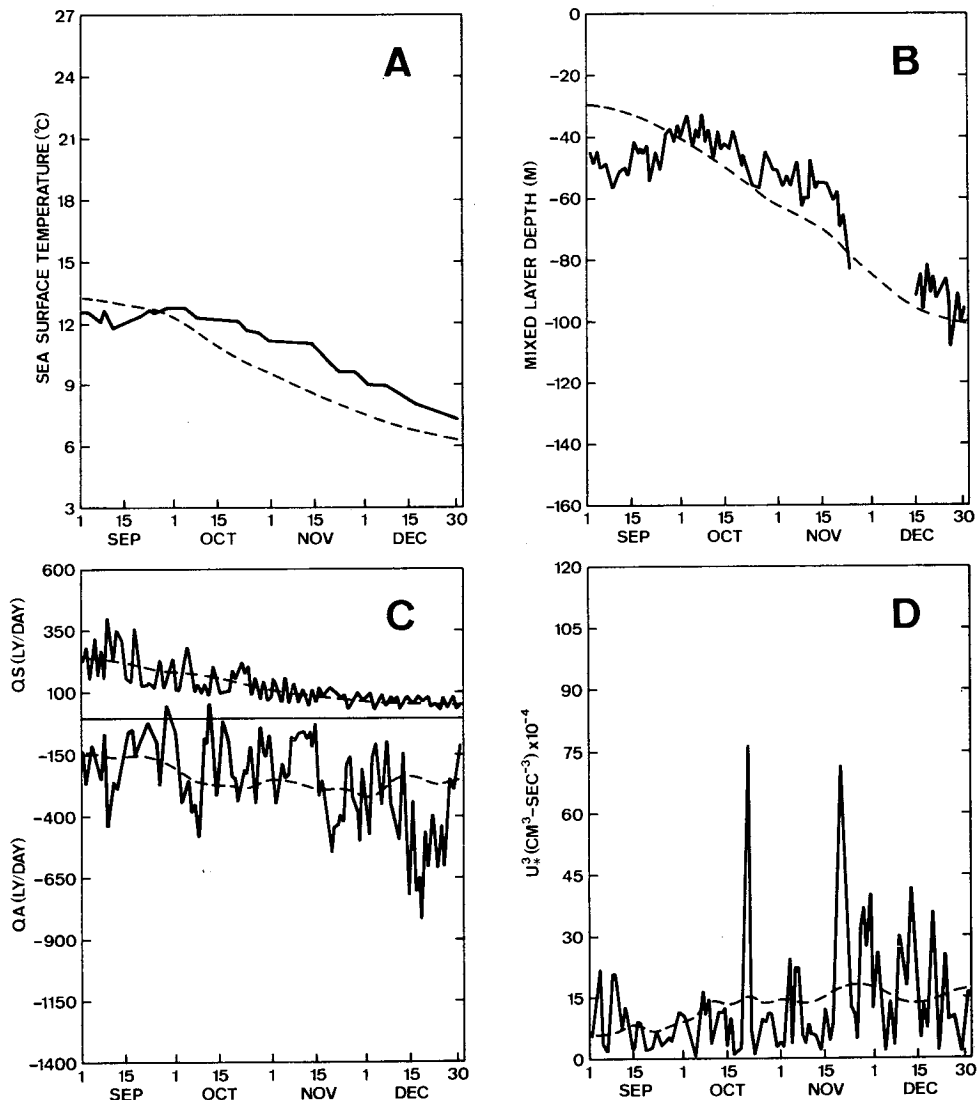 A
SEA SURFACE TEMPERATURE (°C)
27
24
21
18
15
12
9
6
3
1 15 1 15 1 15 1 15 30
SEP OCT NOV DEC
B
MIXED LAYER DEPTH (M)
0
-20
-40
-60
-80
-100
-120
-140
-160
1 15 1 15 1 15 1 15 30
SEP OCT NOV DEC
C
QS (LY/DAY)
QA (LY/DAY)
600
350
100
-150
-400
-650
-900
-1150
-1400
1 15 1 15 1 15 1 15 30
SEP OCT NOV DEC
D
U³* (CM³-SEC⁻³) x10⁻⁴
120
105
90
75
60
45
30
15
0
1 15 1 15 1 15 1 15 30
SEP OCT NOV DEC